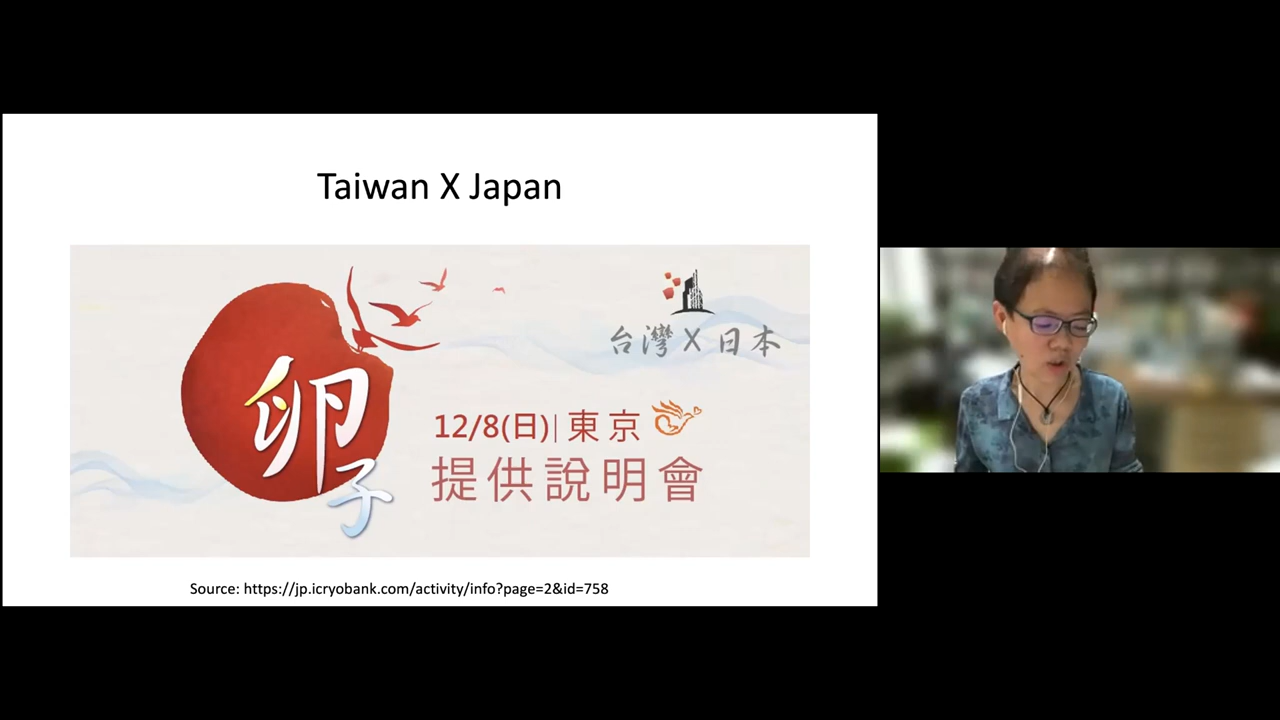 Taiwan X Japan
台灣 X 日本
卵子
12/8(日)| 東京
提供說明會
Source: https://jp.icryobank.com/activity/info?page=2&id=758